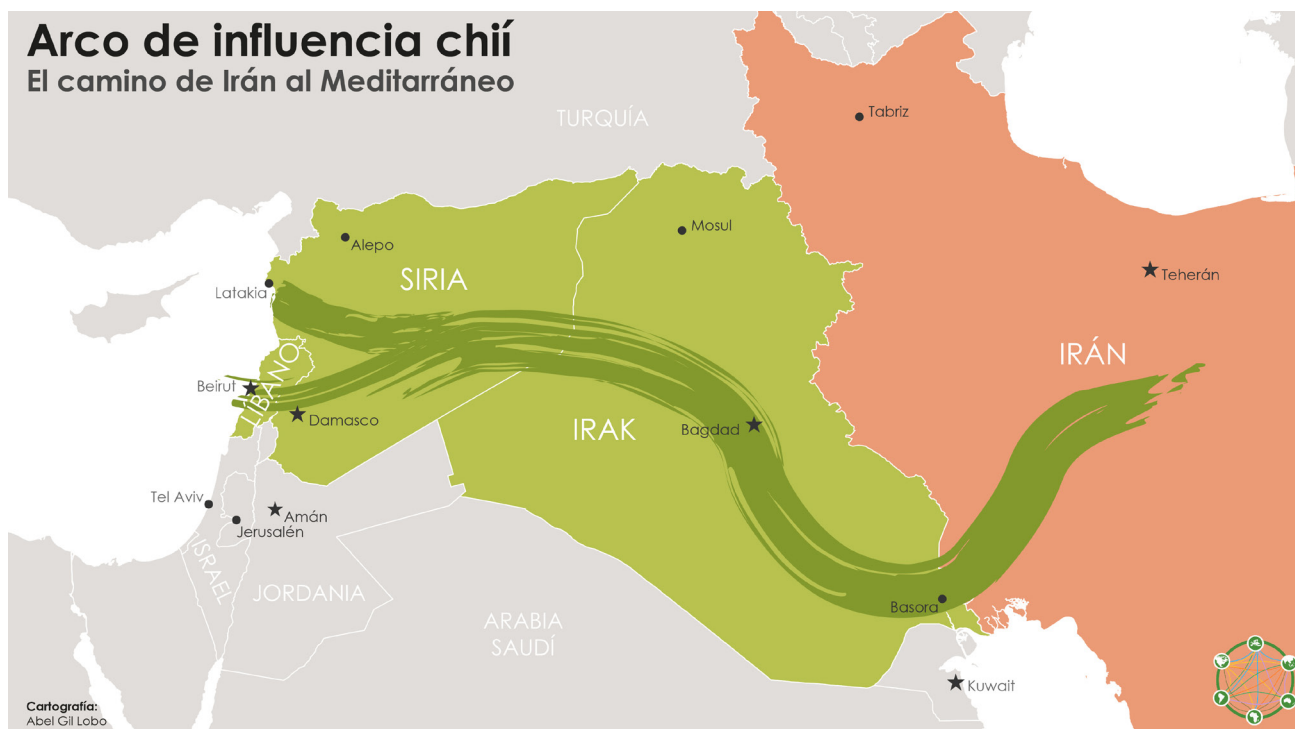 Arco de influencia chií
El camino de Irán al Meditarráneo
TURQUÍA
Tabriz
Mosul
Alepo
SIRIA
Teherán
Latakia
IRÁN
LÍBANO
Beirut
Damasco
IRAK
Bagdad
Tel Aviv
Amán
Jerusalén
ISRAEL
JORDANIA
Basora
ARABIA
SAUDÍ
Kuwait
Cartografía:
Abel Gil Lobo